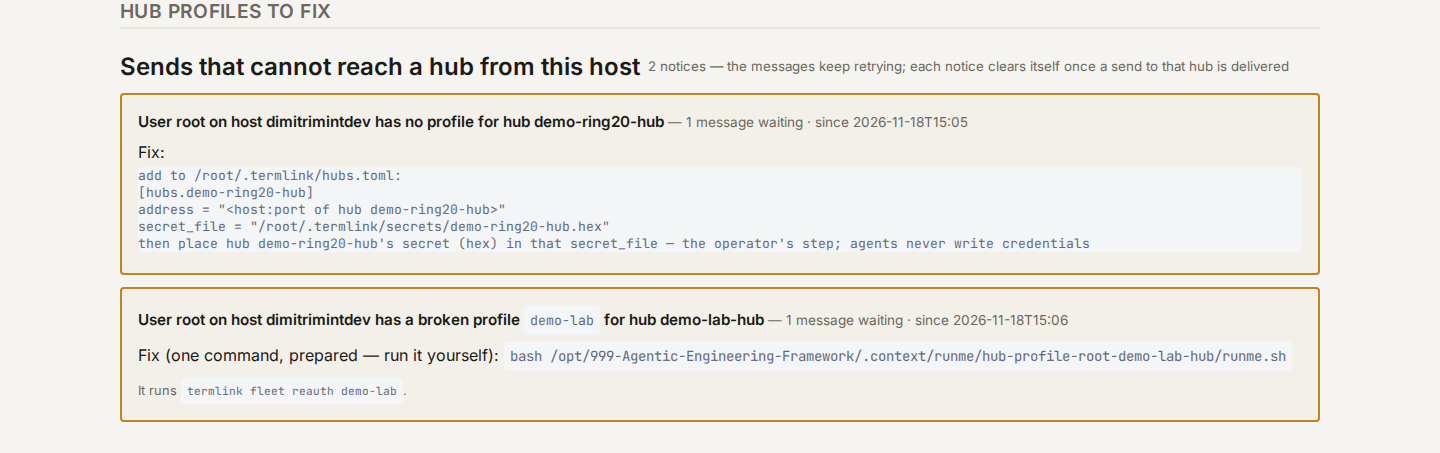 HUB PROFILES TO FIX
Sends that cannot reach a hub from this host 2 notices — the messages keep retrying; each notice clears itself once a send to that hub is delivered
User root on host dimitrimintdev has no profile for hub demo-ring20-hub — 1 message waiting · since 2026-11-18T15:05
Fix:
add to /root/.termlink/hubs.toml:
[hubs.demo-ring20-hub]
address = "<host:port of hub demo-ring20-hub>"
secret_file = "/root/.termlink/secrets/demo-ring20-hub.hex"
then place hub demo-ring20-hub's secret (hex) in that secret_file — the operator's step; agents never write credentials
User root on host dimitrimintdev has a broken profile demo-lab for hub demo-lab-hub — 1 message waiting · since 2026-11-18T15:06
Fix (one command, prepared — run it yourself): bash /opt/999-Agentic-Engineering-Framework/.context/runme/hub-profile-root-demo-lab-hub/runme.sh
It runs termlink fleet reauth demo-lab .